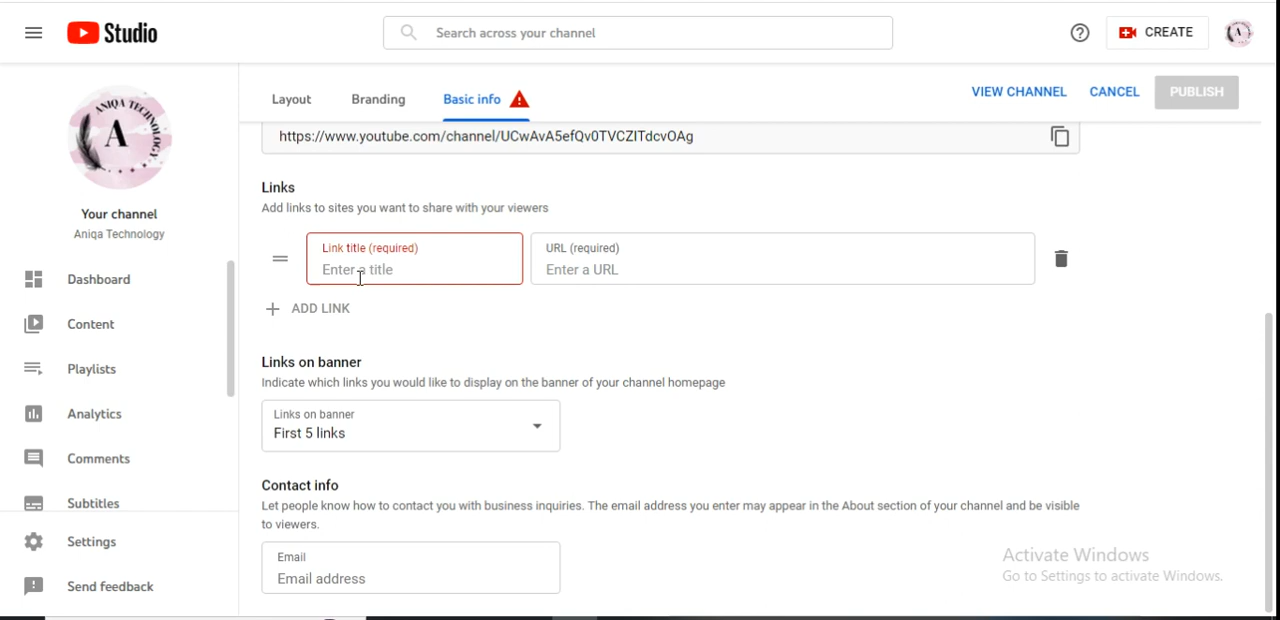 Studio
Search across your channel
CREATE
ANIQA TECHNOLOGY
A
Your channel
Aniqa Technology
Dashboard
Content
Playlists
Analytics
Comments
Subtitles
Settings
Send feedback
Layout
Branding
Basic info
VIEW CHANNEL
CANCEL
PUBLISH
https://www.youtube.com/channel/UCwAvA5efQv0TVCZITdcvOAg
Links
Add links to sites you want to share with your viewers
Link title (required)
Enter a title
URL (required)
Enter a URL
ADD LINK
Links on banner
Indicate which links you would like to display on the banner of your channel homepage
Links on banner
First 5 links
Contact info
Let people know how to contact you with business inquiries. The email address you enter may appear in the About section of your channel and be visible
to viewers.
Email
Email address
Activate Windows
Go to Settings to activate Windows.